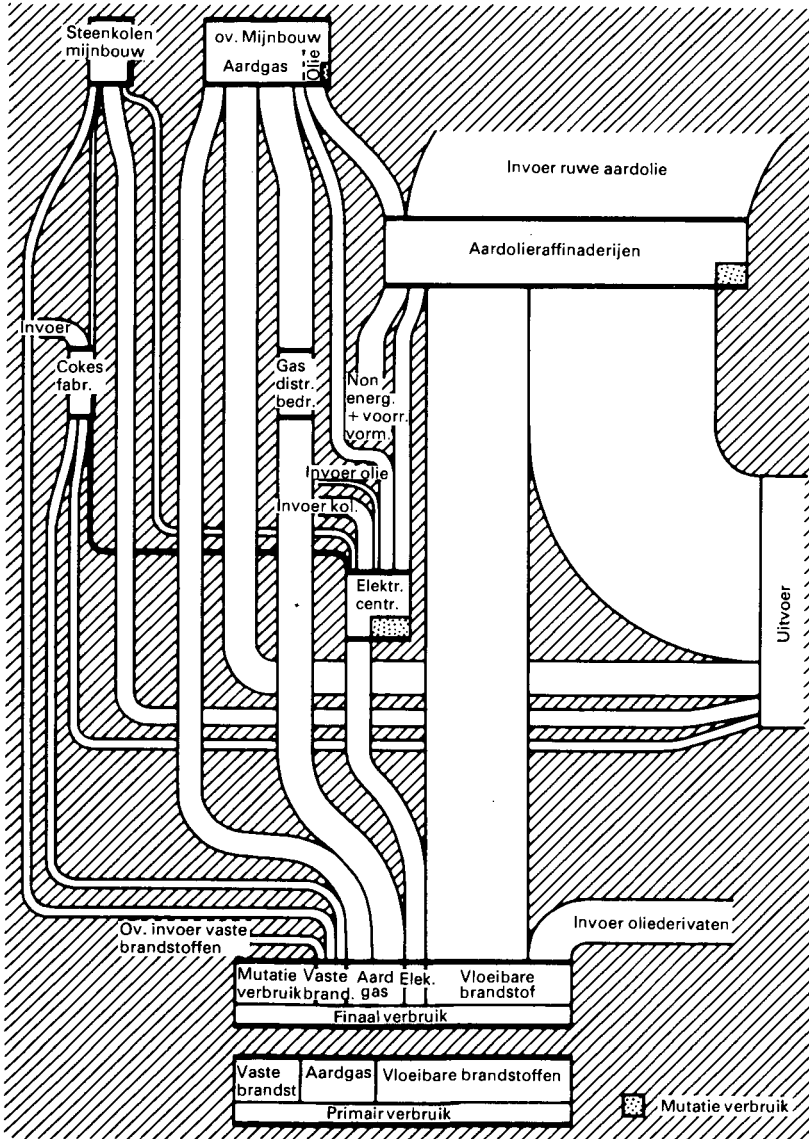 Steenkolen
mijnbouw
ov. Mijnbouw
Aardgas
Olie
Invoer ruwe aardolie
Aardolieraffinaderijen
Invoer
Cokes
fabr.
Gas
distr.
bedr.
Non
energ.
+ voorr.
vorm.
Invoer olie
Invoer kol.
Elektr.
centr.
Uitvoer
Invoer oliederivaten
Ov. invoer vaste
brandstoffen
Mutatie
verbruik
Vaste
brand.
Aard
gas
Elek.
Vloeibare
brandstof
Finaal verbruik
Vaste
brandst
Aardgas
Vloeibare brandstoffen
Primair verbruik
Mutatie verbruik